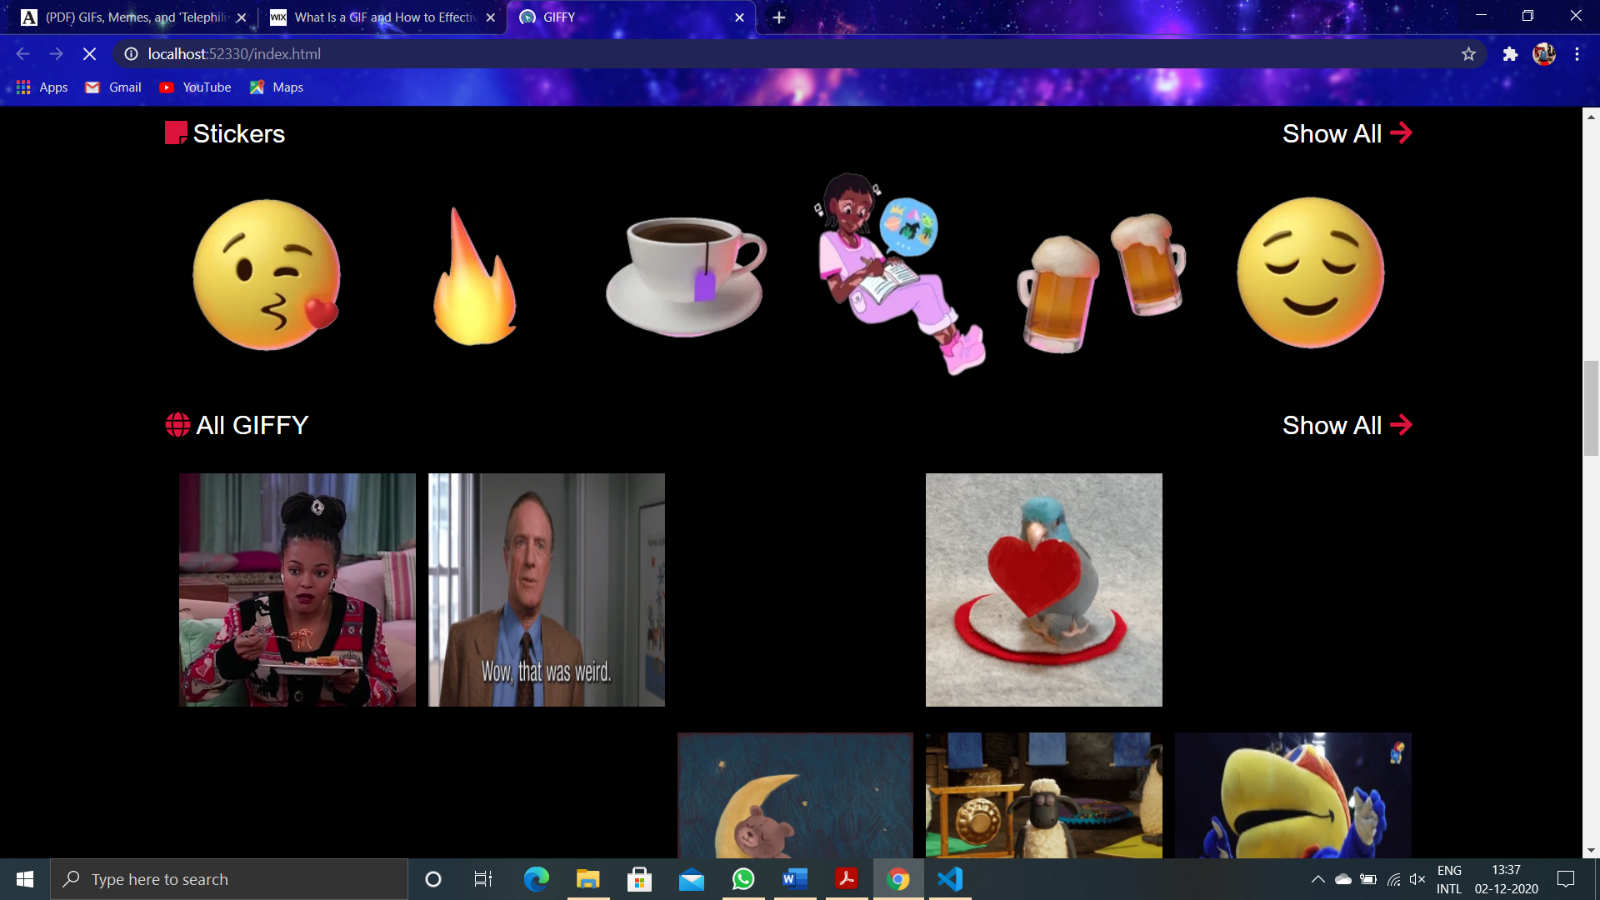 (PDF) GIFs, Memes, and 'Telephili
WIX What Is a GIF and How to Effecti
GIFFY
localhost:52330/index.html
Apps Gmail YouTube Maps
Stickers Show All
All GIFFY Show All
Wow, that was weird.
Type here to search
ENG 13:37
INTL 02-12-2020